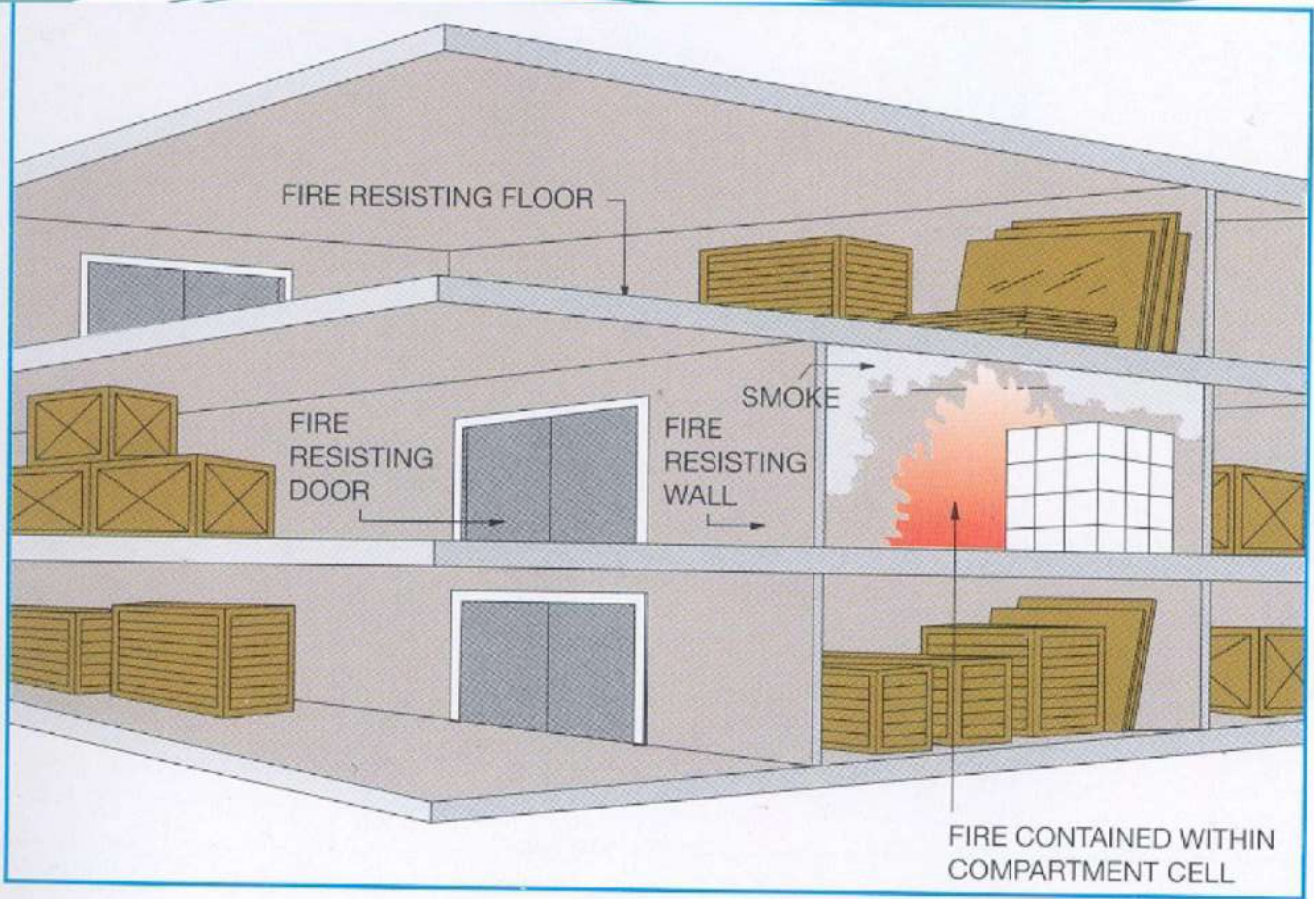 FIRE RESISTING FLOOR
SMOKE
FIRE
RESISTING
DOOR
FIRE
RESISTING
WALL
FIRE CONTAINED WITHIN
COMPARTMENT CELL